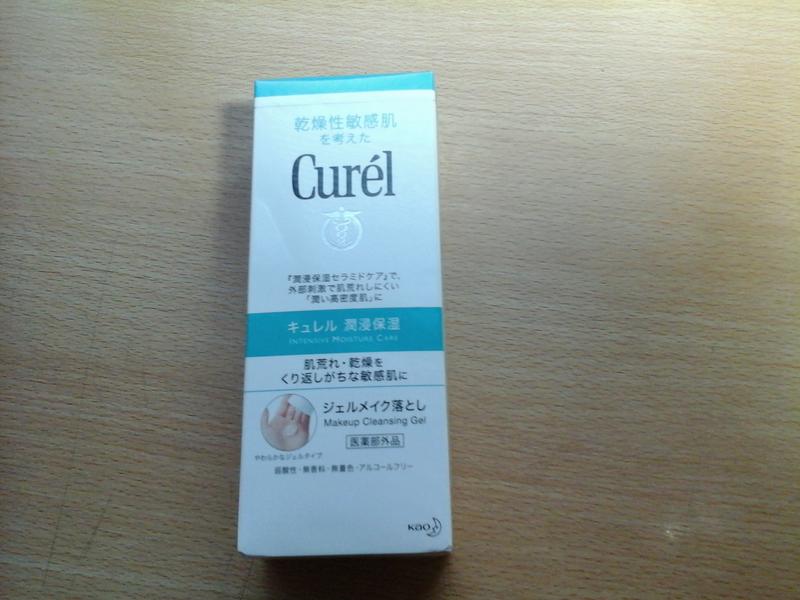 乾燥性敏感肌
を考えた
Curél
『潤浸保湿セラミドケア』で、
外部刺激で肌荒れしにくい
「潤い高密度肌」に
キュレル 潤浸保湿
INTENSIVE MOISTURE CARE
肌荒れ・乾燥を
くり返しがちな敏感肌に
ジェルメイク落とし
Makeup Cleansing Gel
医薬部外品
やわらかなジェルタイプ
弱酸性・無香料・無着色・アルコールフリー
Kao